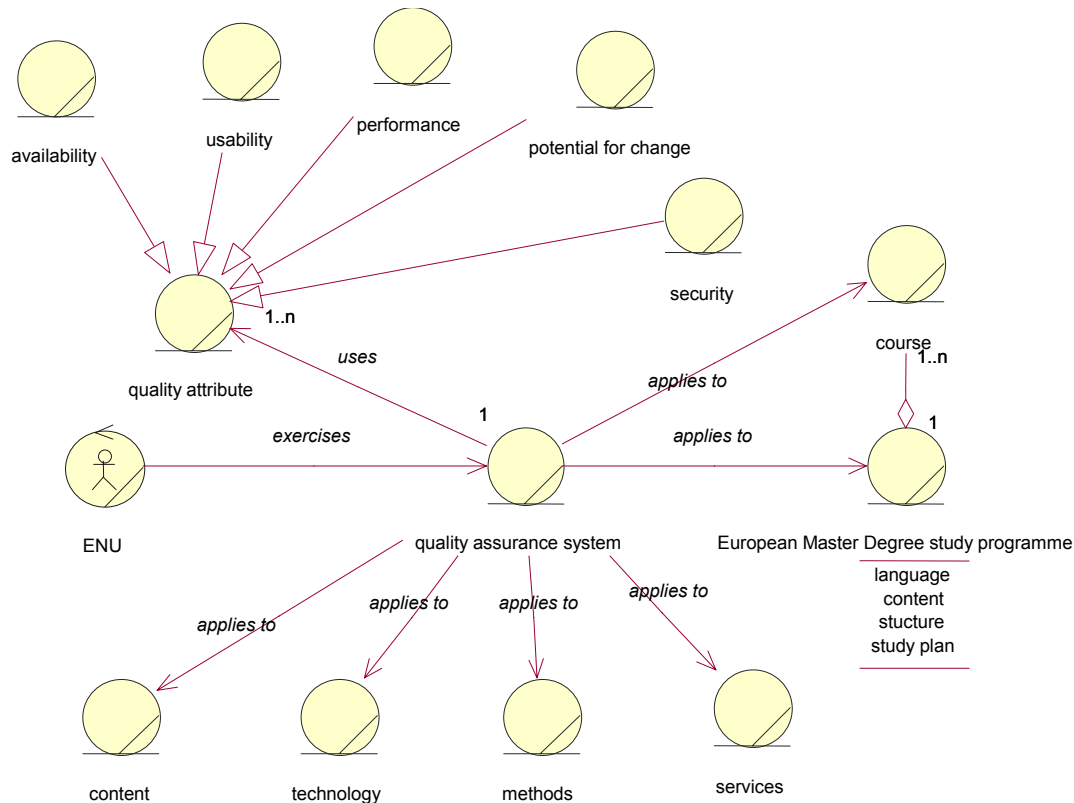 availability
usability
performance
potential for change
security
1..n
quality attribute
uses
applies to
course
1..n
1
1
exercises
applies to
ENU
quality assurance system
European Master Degree study programme
language
content
stucture
study plan
applies to
applies to
applies to
applies to
content
technology
methods
services